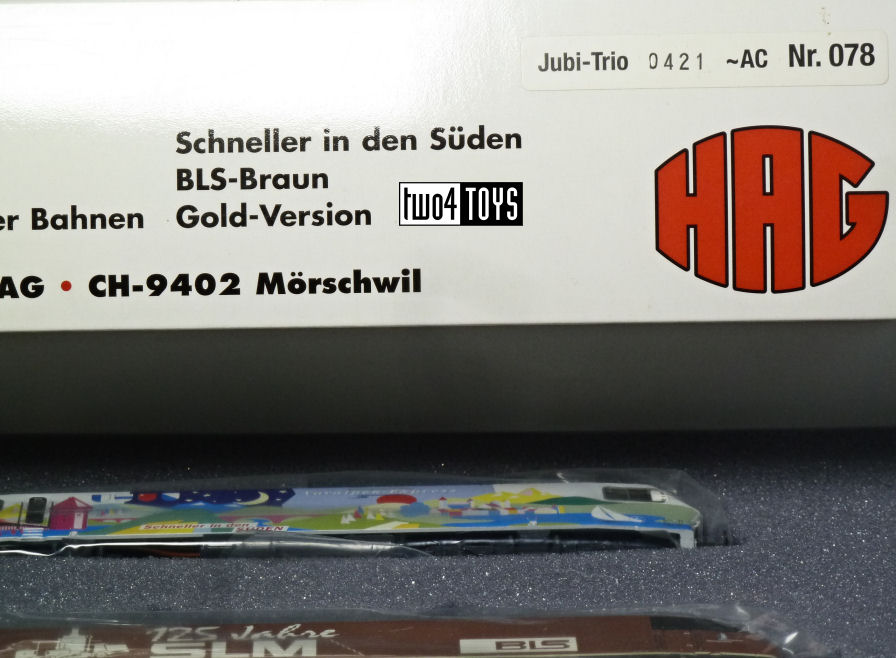 Jubi-Trio 0421 ~AC Nr. 078
Schneller in den Süden
BLS-Braun
er Bahnen Gold-Version
two4TOYS
HAG
AG • CH-9402 Mörschwil
Schneller in den
SÜDEN
125 Jahre
SLM
BLS